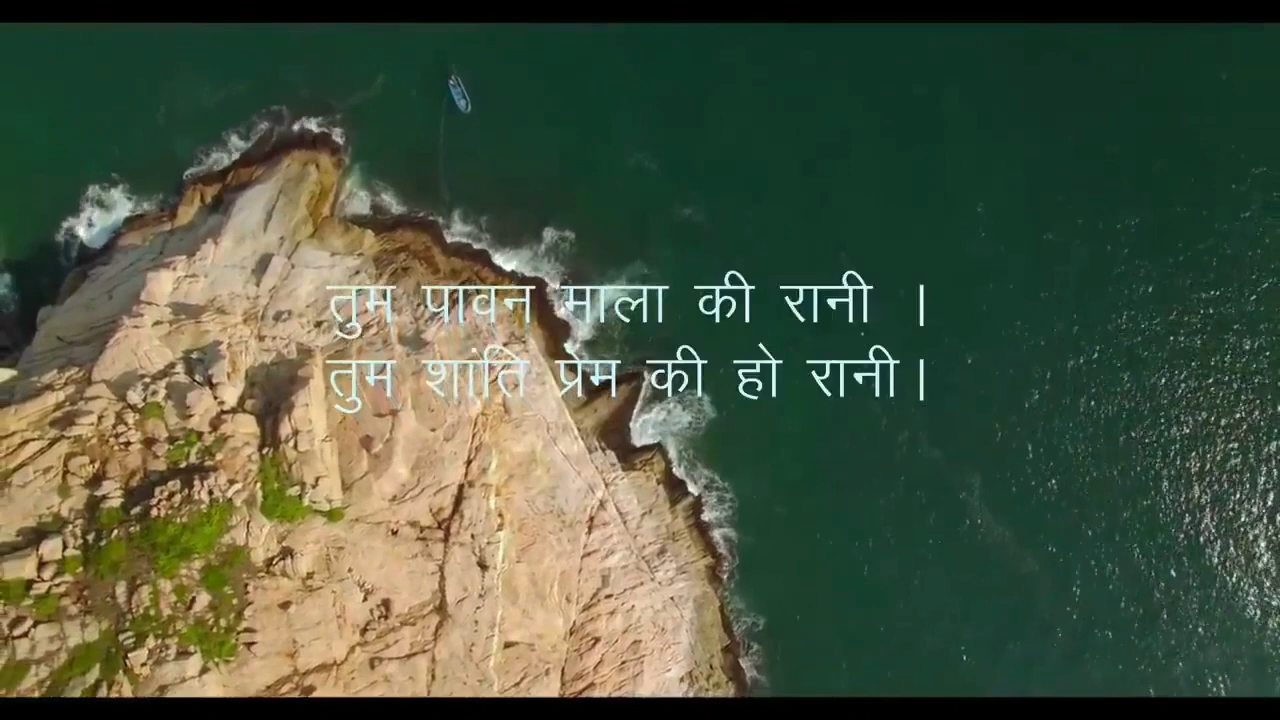 तुम पावन माला की रानी ।
तुम शांति प्रेम की हो रानी।